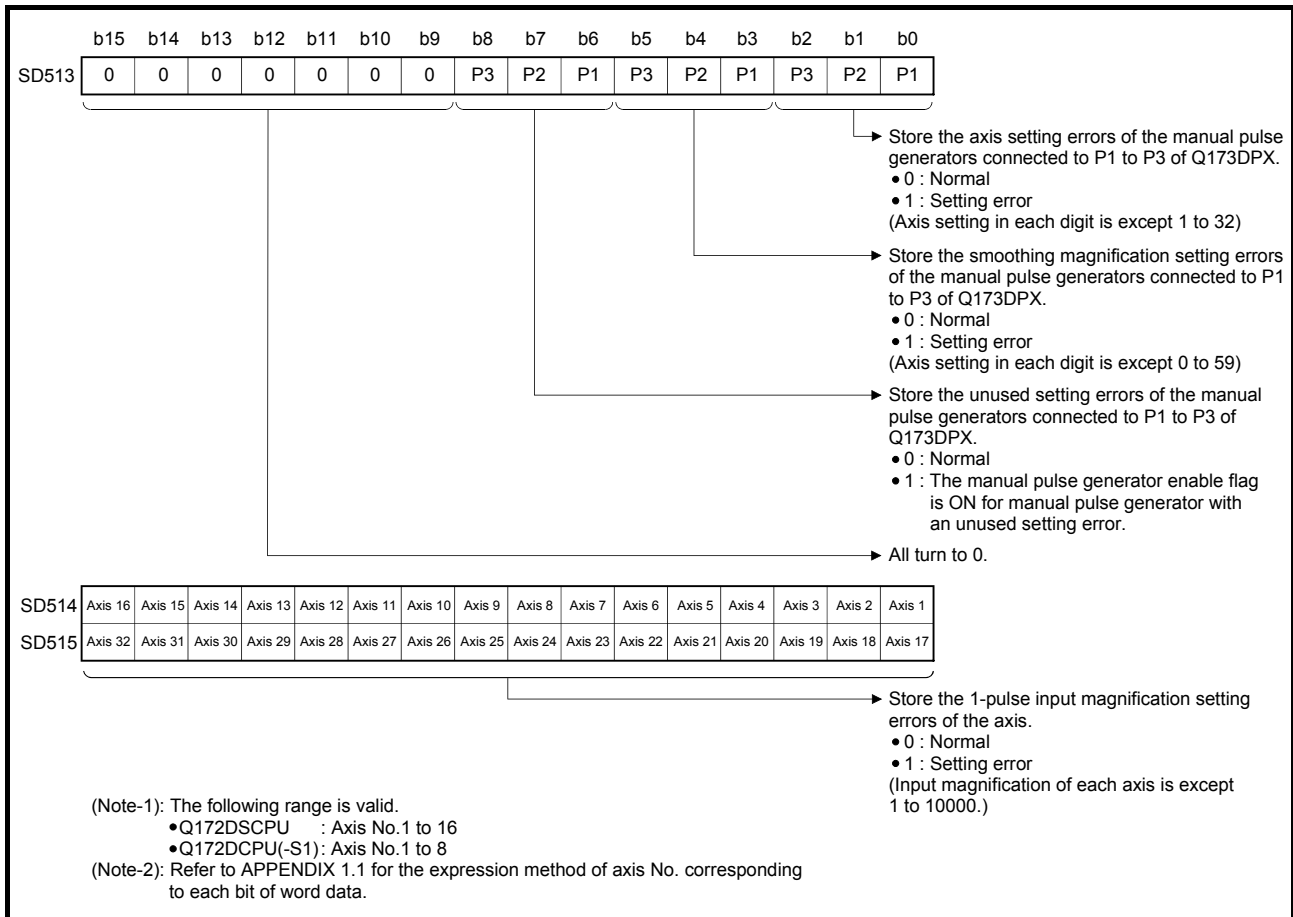 b15 b14 b13 b12 b11 b10 b9 b8 b7 b6 b5 b4 b3 b2 b1 b0
SD513 0 0 0 0 0 0 0 P3 P2 P1 P3 P2 P1 P3 P2 P1
Store the axis setting errors of the manual pulse
generators connected to P1 to P3 of Q173DPX.
• 0 : Normal
• 1 : Setting error
(Axis setting in each digit is except 1 to 32)
Store the smoothing magnification setting errors
of the manual pulse generators connected to P1
to P3 of Q173DPX.
• 0 : Normal
• 1 : Setting error
(Axis setting in each digit is except 0 to 59)
Store the unused setting errors of the manual
pulse generators connected to P1 to P3 of
Q173DPX.
• 0 : Normal
• 1 : The manual pulse generator enable flag
is ON for manual pulse generator with
an unused setting error.
All turn to 0.
SD514 Axis 16 Axis 15 Axis 14 Axis 13 Axis 12 Axis 11 Axis 10 Axis 9 Axis 8 Axis 7 Axis 6 Axis 5 Axis 4 Axis 3 Axis 2 Axis 1
SD515 Axis 32 Axis 31 Axis 30 Axis 29 Axis 28 Axis 27 Axis 26 Axis 25 Axis 24 Axis 23 Axis 22 Axis 21 Axis 20 Axis 19 Axis 18 Axis 17
Store the 1-pulse input magnification setting
errors of the axis.
• 0 : Normal
• 1 : Setting error
(Input magnification of each axis is except
1 to 10000.)
(Note-1): The following range is valid.
•Q172DSCPU : Axis No.1 to 16
•Q172DCPU(-S1): Axis No.1 to 8
(Note-2): Refer to APPENDIX 1.1 for the expression method of axis No. corresponding
to each bit of word data.